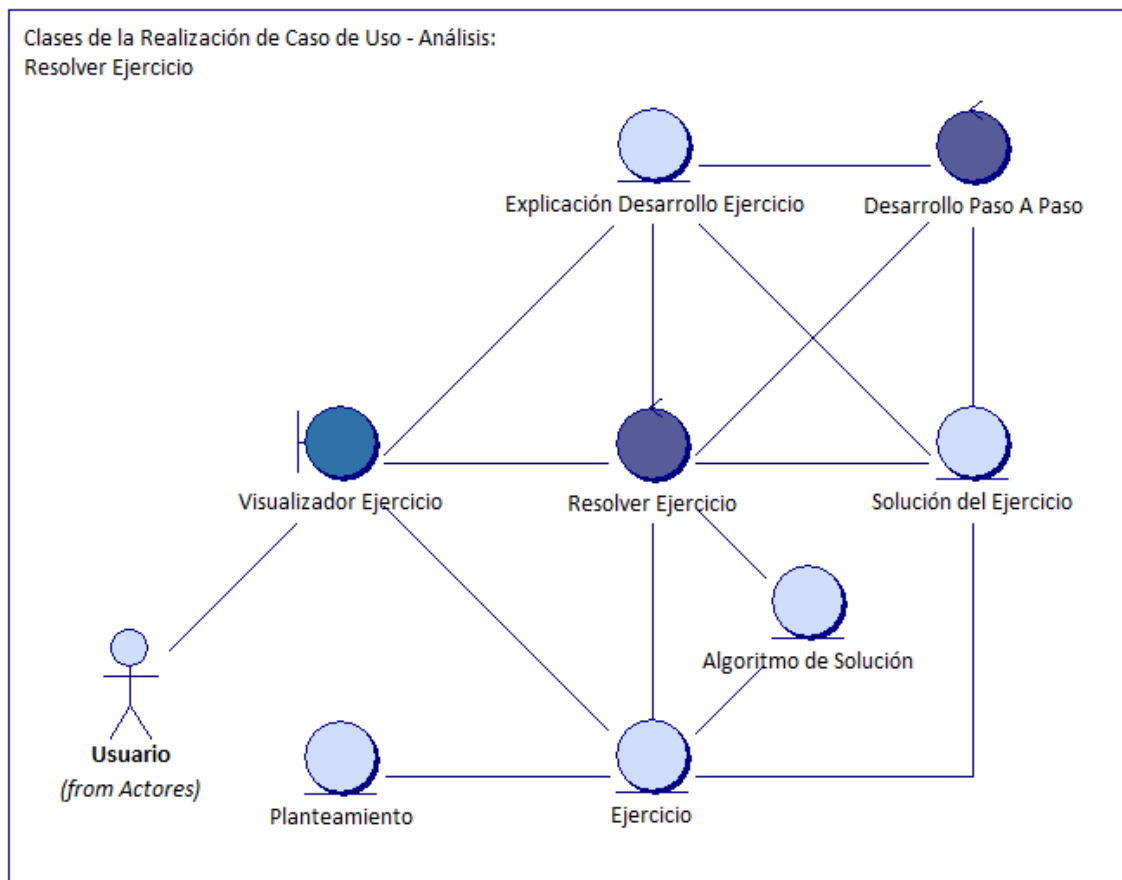 Clases de la Realización de Caso de Uso - Análisis:
Resolver Ejercicio
Explicación Desarrollo Ejercicio
Desarrollo Paso A Paso
Visualizador Ejercicio
Resolver Ejercicio
Solución del Ejercicio
Algoritmo de Solución
Usuario
(from Actores)
Planteamiento
Ejercicio